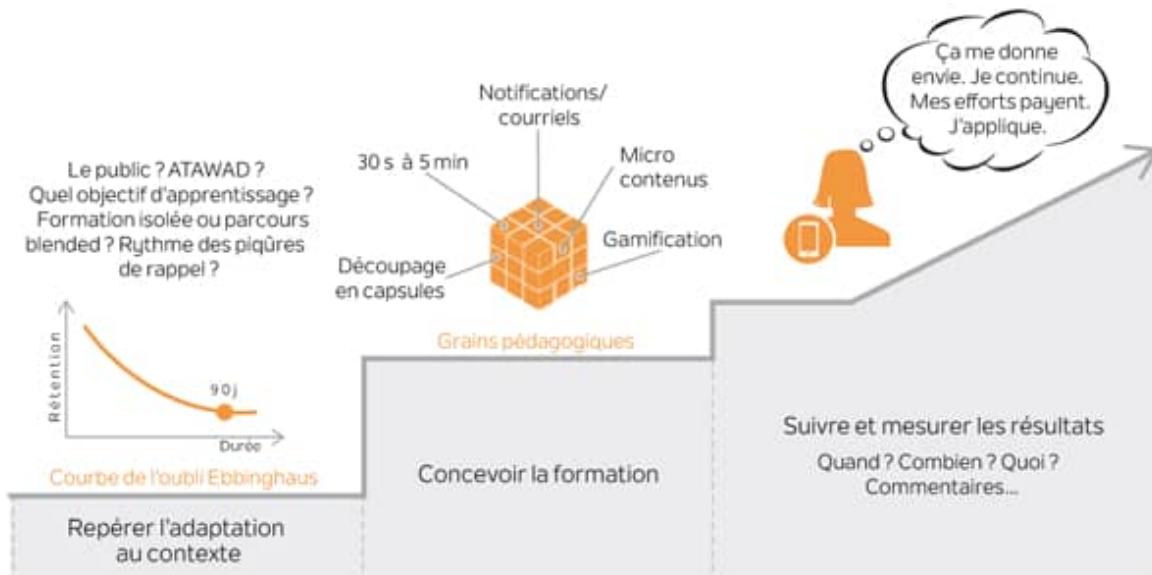 Le public ? ATAWAD ?
Quel objectif d'apprentissage ?
Formation isolée ou parcours
blended ? Rythme des piqûres
de rappel ?
Rétention
90j
Durée
Courbe de l'oubli Ebbinghaus
Repérer l'adaptation
au contexte
Notifications/
courriels
30 s à 5 min
Micro
contenus
Gamification
Découpage
en capsules
Grains pédagogiques
Concevoir la formation
Ça me donne
envie. Je continue.
Mes efforts payent.
J'applique.
Suivre et mesurer les résultats
Quand ? Combien ? Quoi ?
Commentaires...